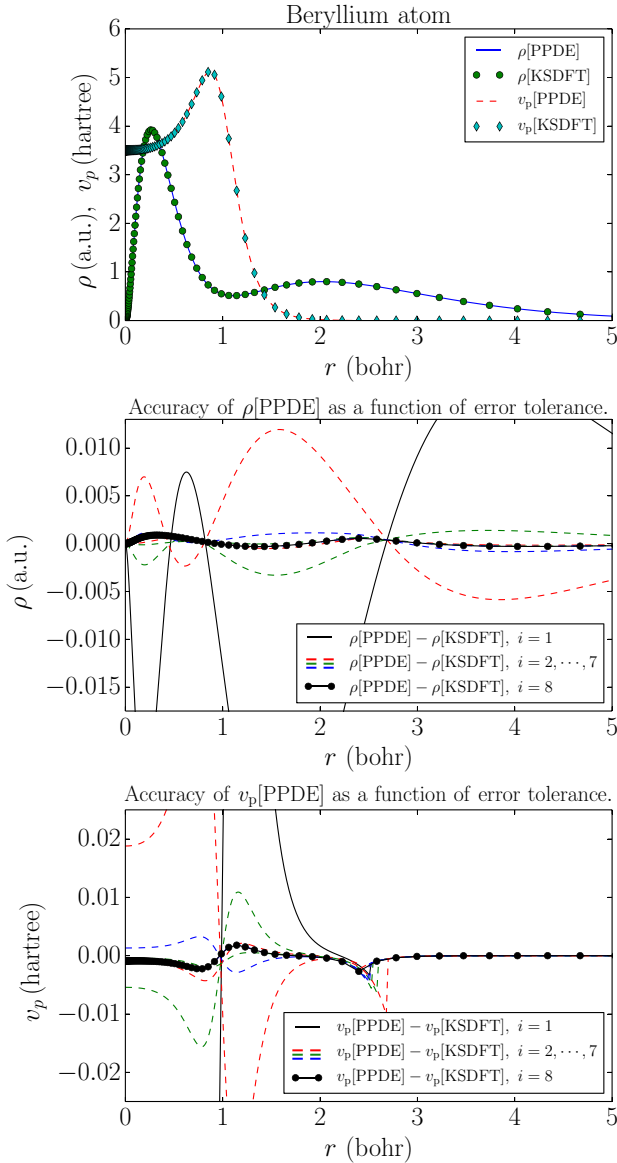 Beryllium atom
ρ (a.u.), v_p (hartree)
6
5
4
3
2
1
0
ρ[PPDE]
ρ[KSDFT]
v_p[PPDE]
v_p[KSDFT]
0 1 2 3 4 5
r (bohr)
Accuracy of ρ[PPDE] as a function of error tolerance.
ρ (a.u.)
0.010
0.005
0.000
−0.005
−0.010
−0.015
ρ[PPDE] − ρ[KSDFT], i = 1
ρ[PPDE] − ρ[KSDFT], i = 2, ⋯, 7
ρ[PPDE] − ρ[KSDFT], i = 8
0 1 2 3 4 5
r (bohr)
Accuracy of v_p[PPDE] as a function of error tolerance.
v_p (hartree)
0.02
0.01
0.00
−0.01
−0.02
v_p[PPDE] − v_p[KSDFT], i = 1
v_p[PPDE] − v_p[KSDFT], i = 2, ⋯, 7
v_p[PPDE] − v_p[KSDFT], i = 8
0 1 2 3 4 5
r (bohr)